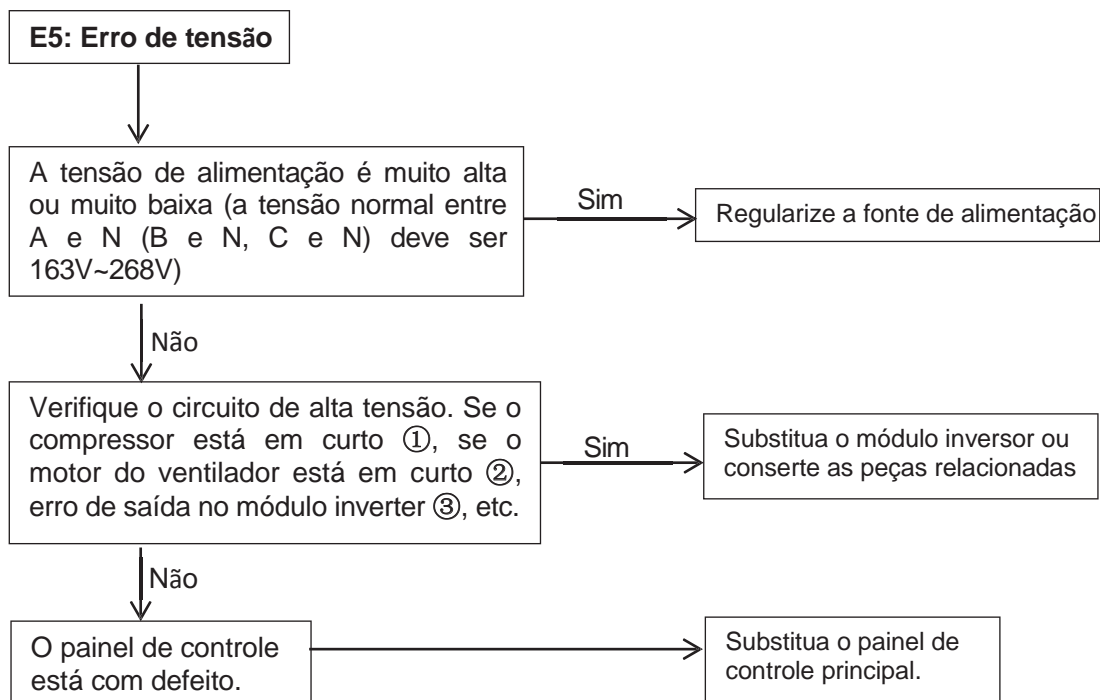 E5: Erro de tensão
A tensão de alimentação é muito alta
ou muito baixa (a tensão normal entre
A e N (B e N, C e N) deve ser
163V~268V)
Sim
Regularize a fonte de alimentação
Não
Verifique o circuito de alta tensão. Se o
compressor está em curto ①, se o
motor do ventilador está em curto ②,
erro de saída no módulo inverter ③, etc.
Sim
Substitua o módulo inversor ou
conserte as peças relacionadas
Não
O painel de controle
está com defeito.
Substitua o painel de
controle principal.